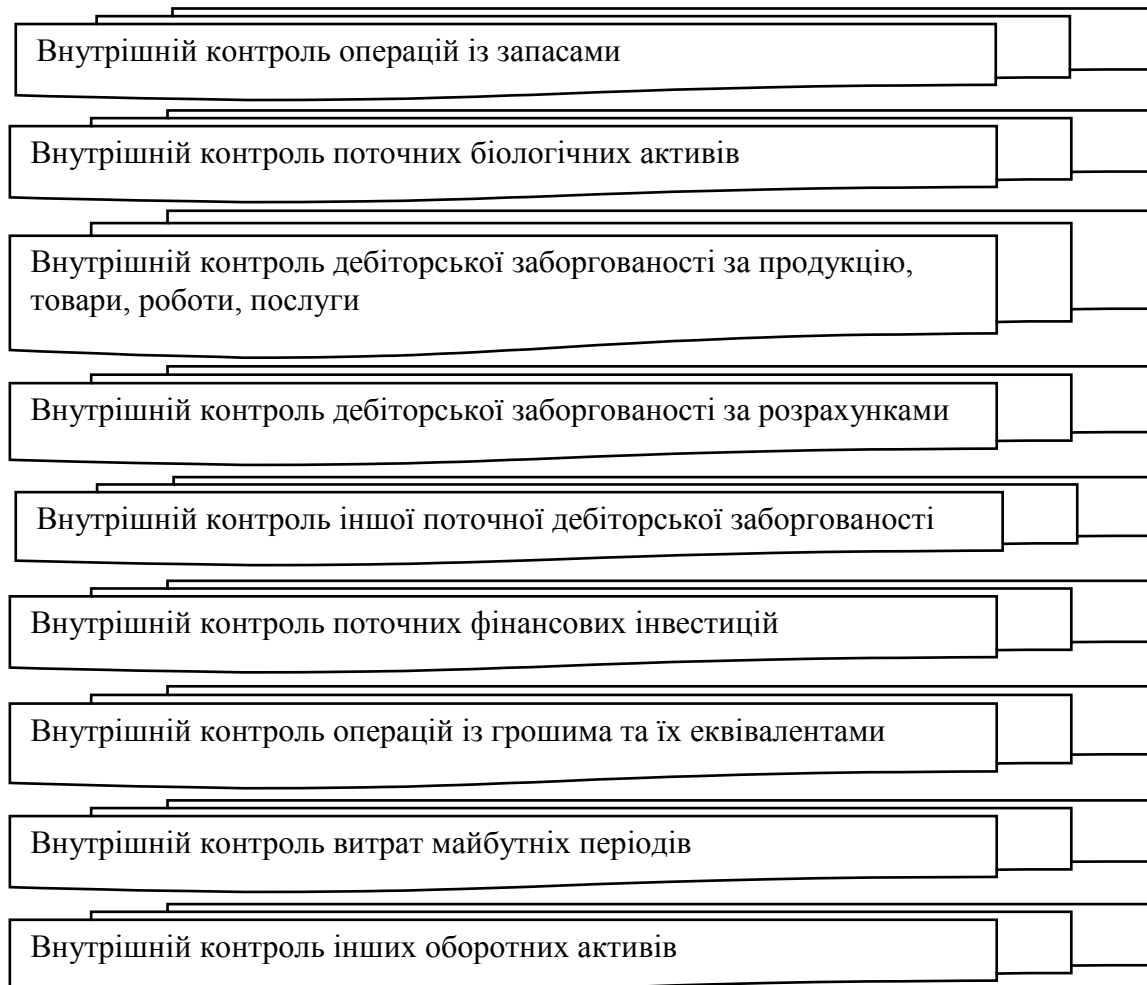 Внутрішній контроль операцій із запасами
Внутрішній контроль поточних біологічних активів
Внутрішній контроль дебіторської заборгованості за продукцію,
товари, роботи, послуги
Внутрішній контроль дебіторської заборгованості за розрахунками
Внутрішній контроль іншої поточної дебіторської заборгованості
Внутрішній контроль поточних фінансових інвестицій
Внутрішній контроль операцій із грошима та їх еквівалентами
Внутрішній контроль витрат майбутніх періодів
Внутрішній контроль інших оборотних активів